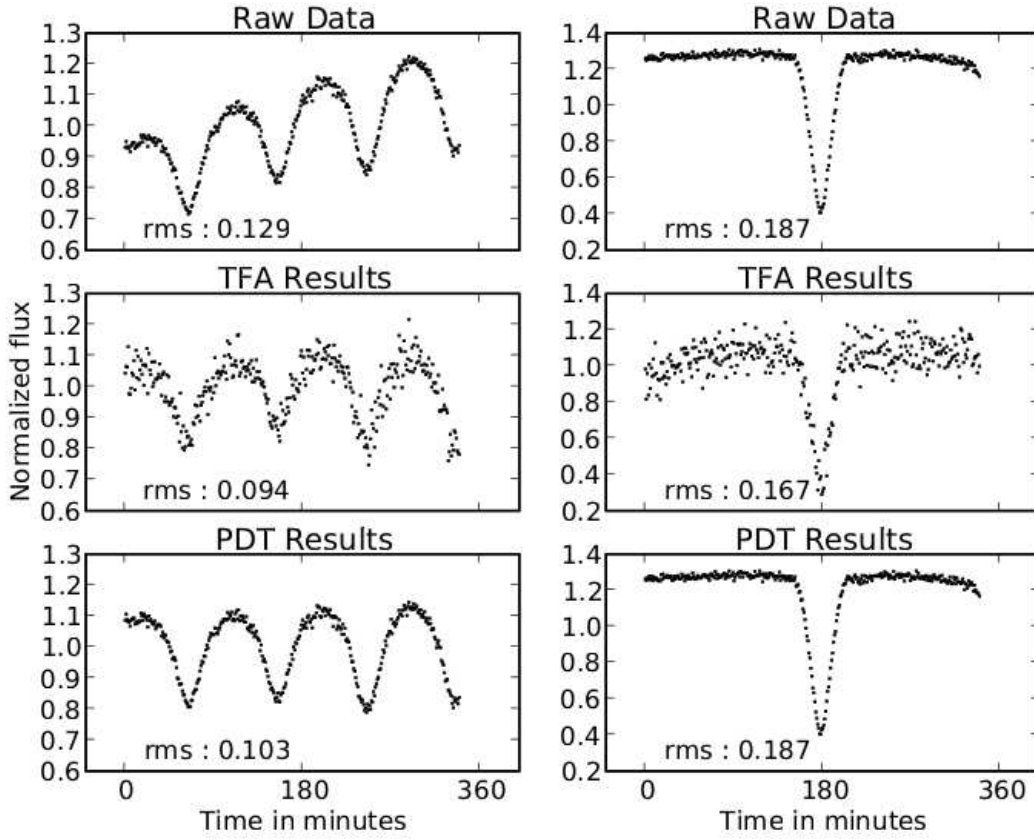 Raw Data
1.3
1.2
1.1
1.0
0.9
0.8
0.7
0.6
rms : 0.129
Raw Data
1.4
1.2
1.0
0.8
0.6
0.4
0.2
rms : 0.187
Normalized flux
TFA Results
1.3
1.2
1.1
1.0
0.9
0.8
0.7
0.6
rms : 0.094
TFA Results
1.4
1.2
1.0
0.8
0.6
0.4
0.2
rms : 0.167
PDT Results
1.3
1.2
1.1
1.0
0.9
0.8
0.7
0.6
rms : 0.103
0 180 360
Time in minutes
PDT Results
1.4
1.2
1.0
0.8
0.6
0.4
0.2
rms : 0.187
0 180 360
Time in minutes